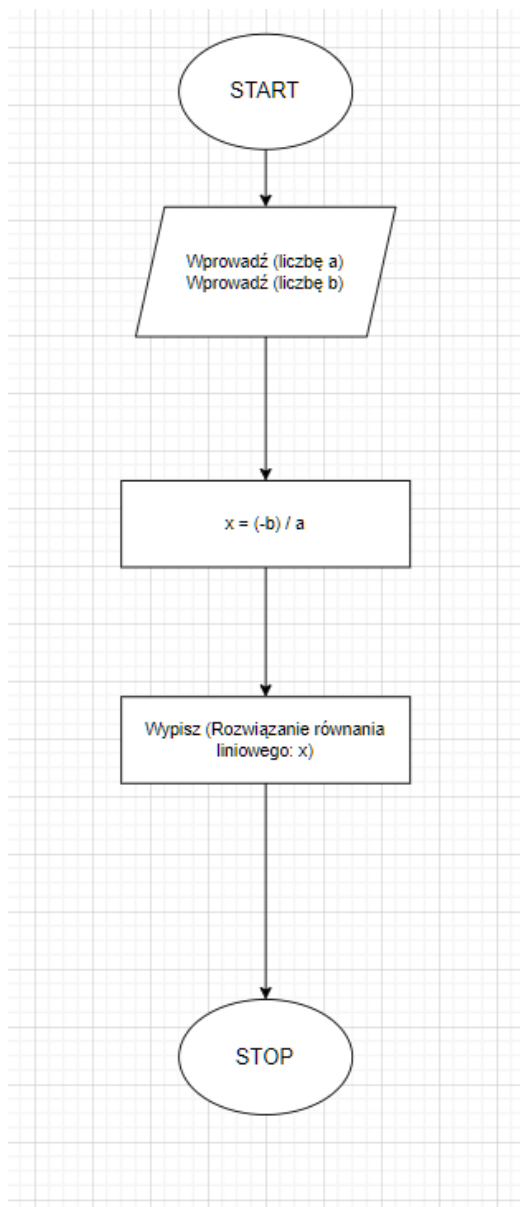 START
Wprowadź (liczbę a)
Wprowadź (liczbę b)
x = (-b) / a
Wypisz (Rozwiązanie równania
liniowego: x)
STOP